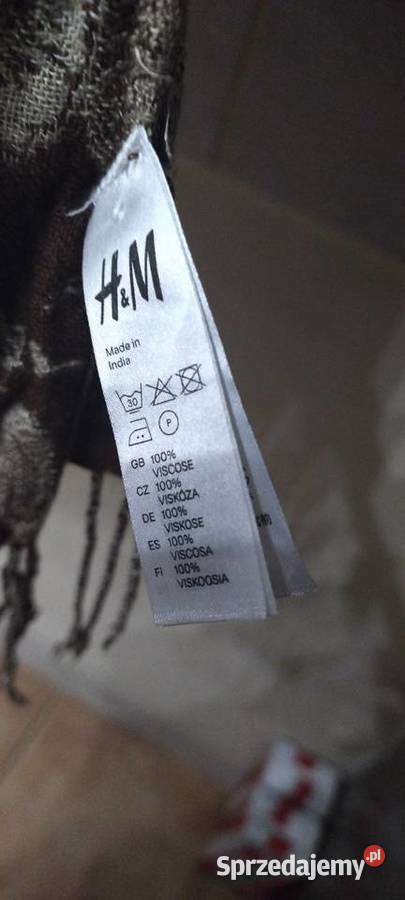 H&M
Made in
India
30
P
GB 100%
VISCOSE
CZ 100%
VISKÓZA
DE 100%
VISKOSE
ES 100%
VISCOSA
FI 100%
VISKOOSIA
Sprzedajemy.pl